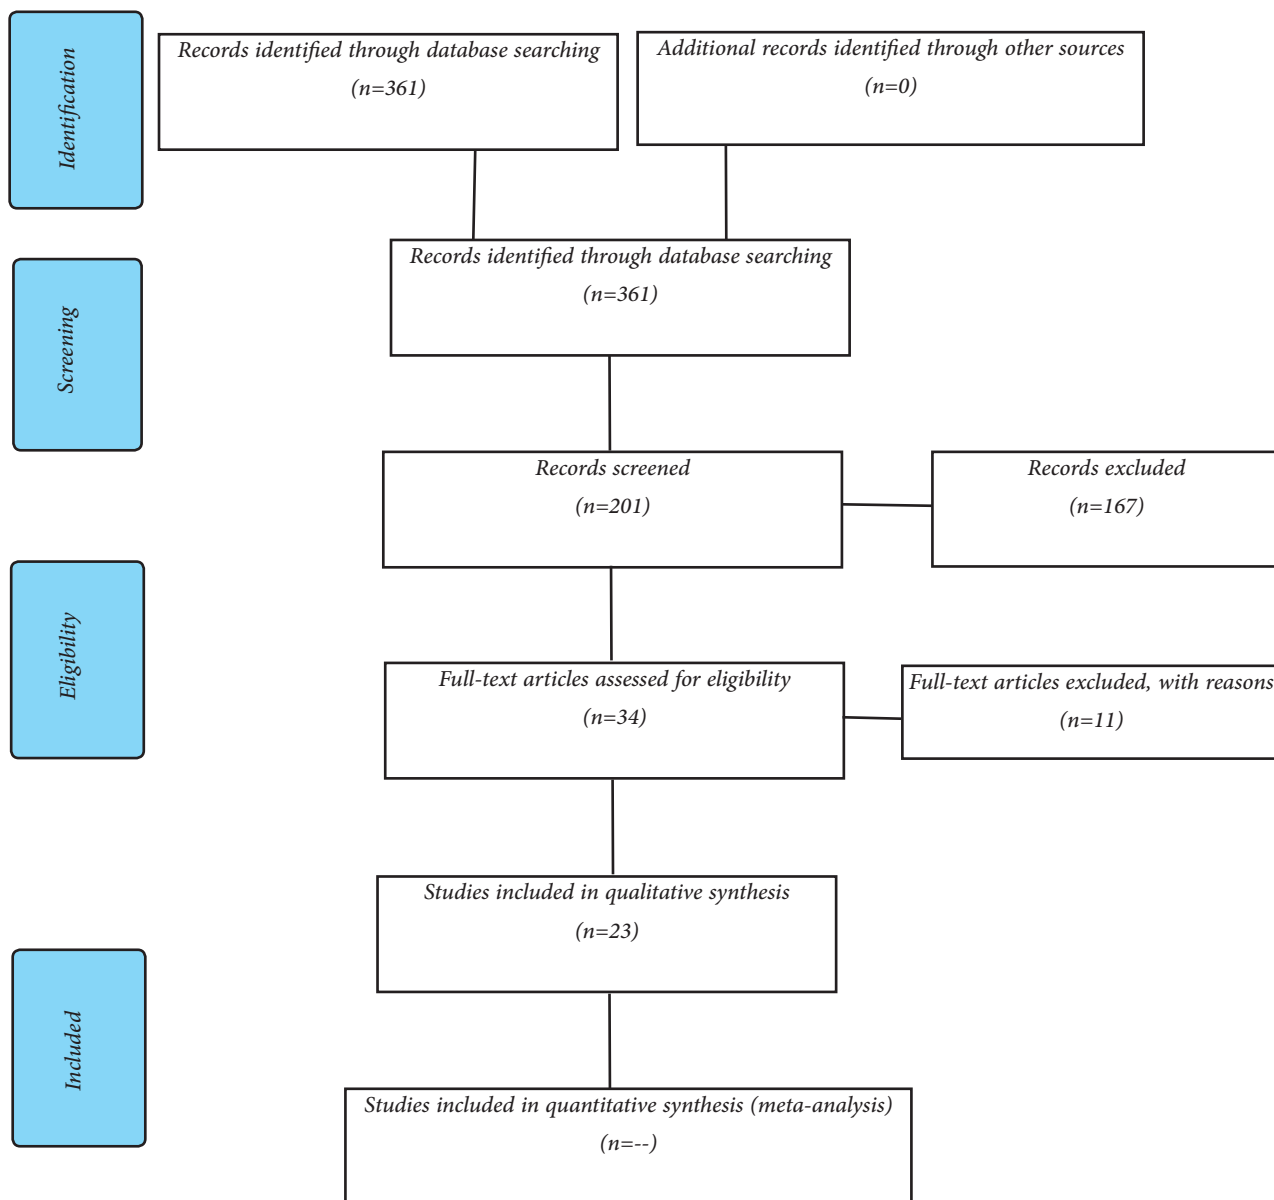 Identification
Records identified through database searching
(n=361)
Additional records identified through other sources
(n=0)
Screening
Records identified through database searching
(n=361)
Records screened
(n=201)
Records excluded
(n=167)
Eligibility
Full-text articles assessed for eligibility
(n=34)
Full-text articles excluded, with reasons
(n=11)
Studies included in qualitative synthesis
(n=23)
Included
Studies included in quantitative synthesis (meta-analysis)
(n=--)